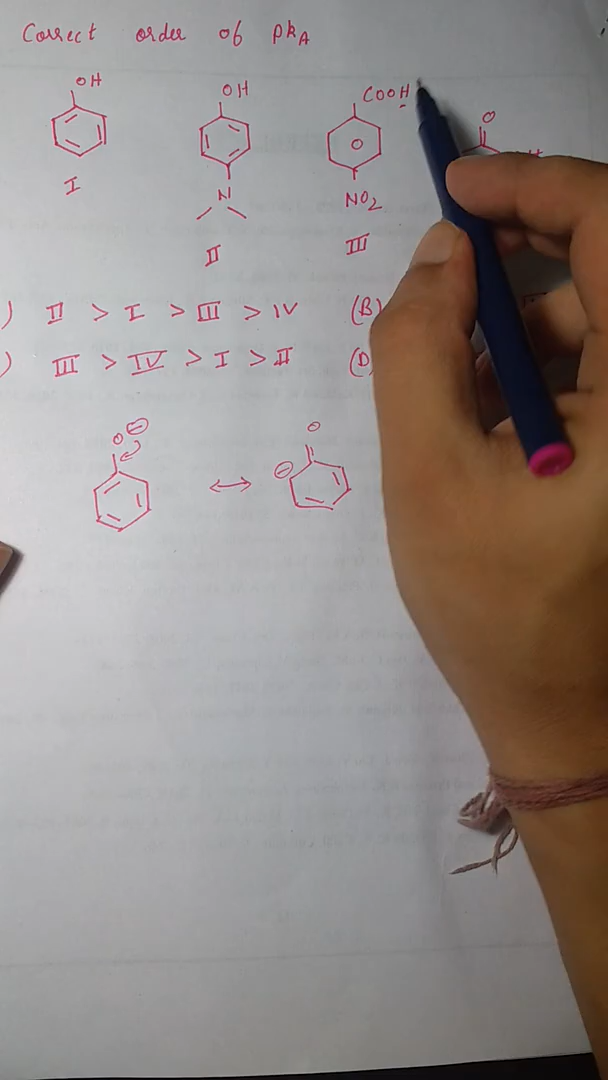 Correct order of pKA
OH OH COOH O
N NO2
I II III
) II > I > III > IV (B)
) III > IV > I > II (D
O ⊖ O
⊖ ↔